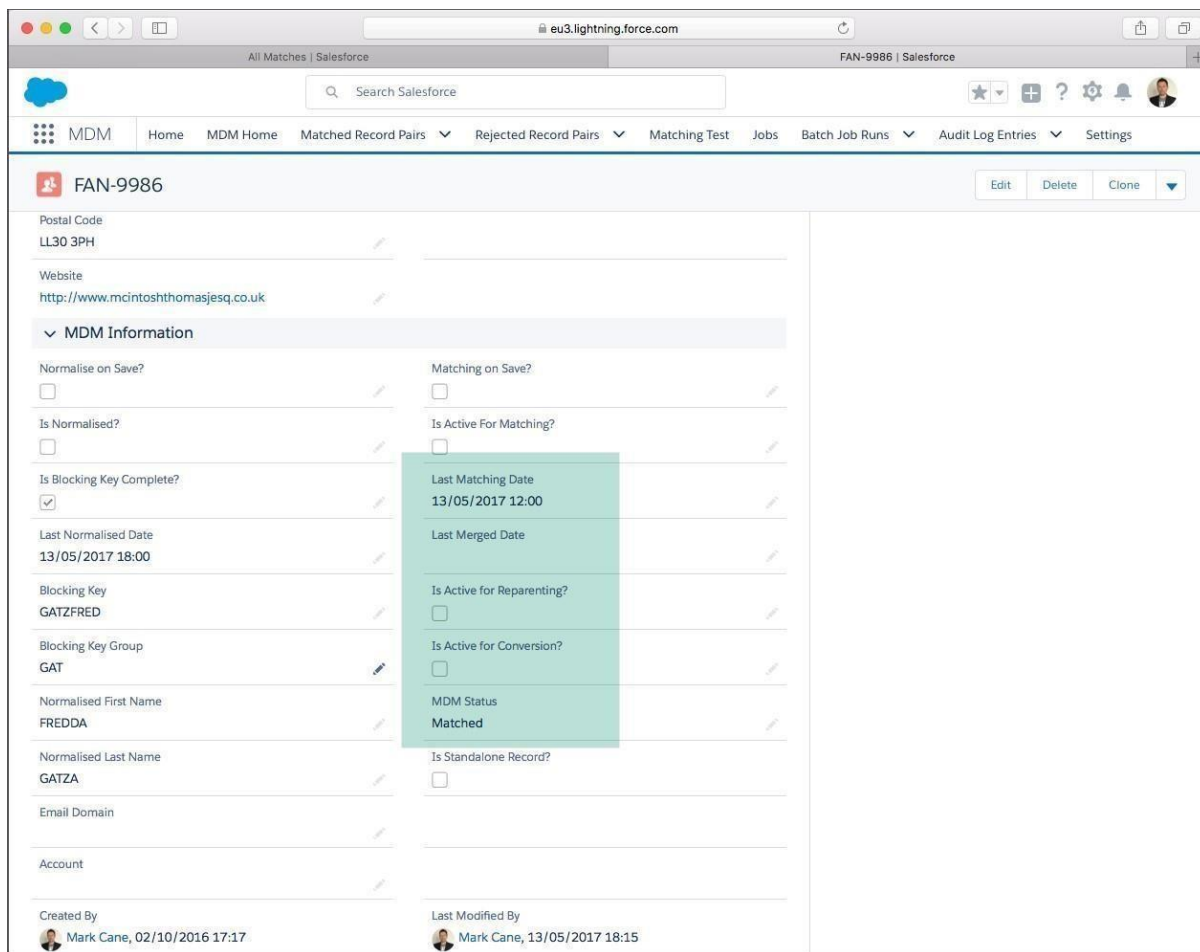 eu3.lightning.force.com
All Matches | Salesforce
FAN-9986 | Salesforce
Search Salesforce
MDM Home MDM Home Matched Record Pairs Rejected Record Pairs Matching Test Jobs Batch Job Runs Audit Log Entries Settings
FAN-9986
Edit Delete Clone
Postal Code
LL30 3PH
Website
http://www.mcintoshthomasjesq.co.uk
MDM Information
Normalise on Save? Matching on Save?
Is Normalised? Is Active For Matching?
Is Blocking Key Complete? Last Matching Date
13/05/2017 12:00
Last Normalised Date Last Merged Date
13/05/2017 18:00
Blocking Key Is Active for Reparenting?
GATZFRED
Blocking Key Group Is Active for Conversion?
GAT
Normalised First Name MDM Status
FREDDA Matched
Normalised Last Name Is Standalone Record?
GATZA
Email Domain
Account
Created By Last Modified By
Mark Cane, 02/10/2016 17:17 Mark Cane, 13/05/2017 18:15